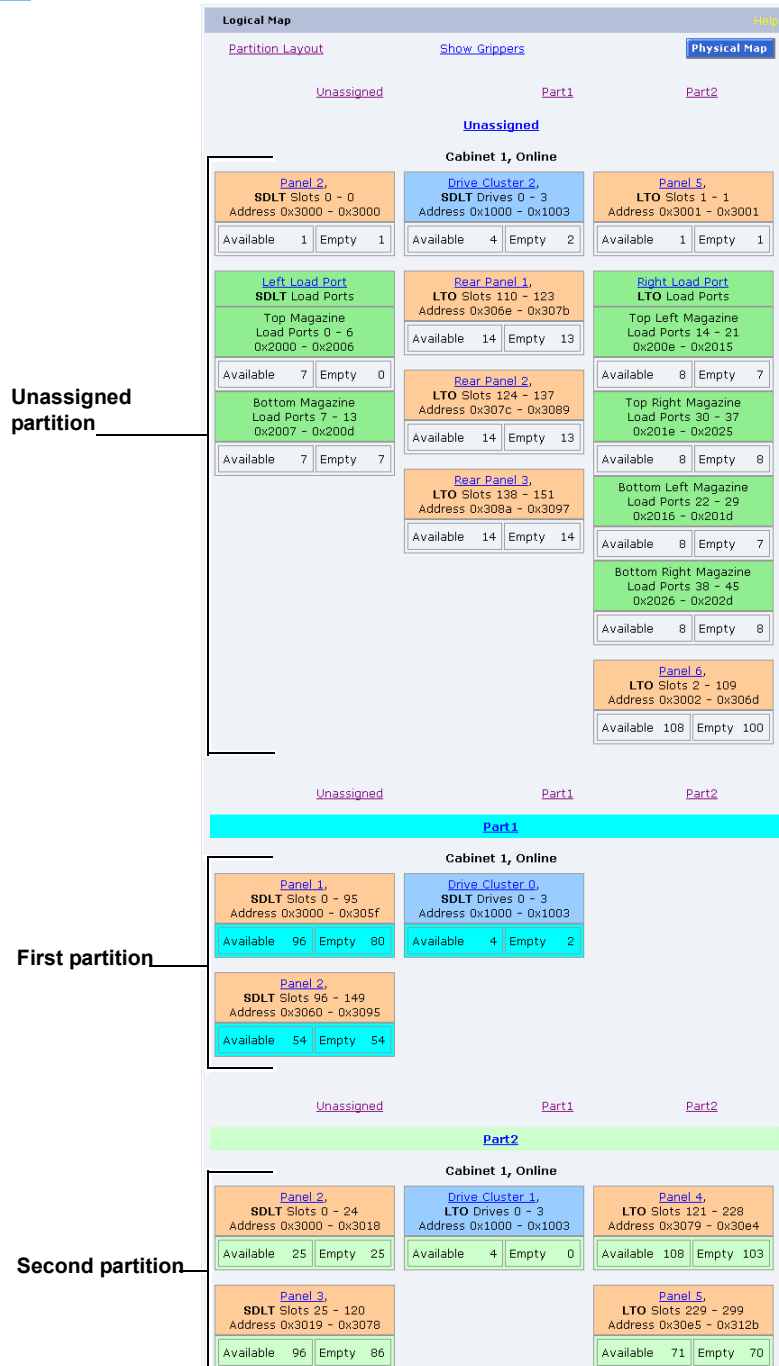 Logical Map
Help
Partition Layout
Show Grippers
Physical Map
Unassigned
Part1
Part2
Unassigned
Cabinet 1, Online
Panel 2,
SDLT Slots 0 - 0
Address 0x3000 - 0x3000
Available 1 Empty 1
Drive Cluster 2,
SDLT Drives 0 - 3
Address 0x1000 - 0x1003
Available 4 Empty 2
Panel 5,
LTO Slots 1 - 1
Address 0x3001 - 0x3001
Available 1 Empty 1
Left Load Port
SDLT Load Ports
Top Magazine
Load Ports 0 - 6
0x2000 - 0x2006
Available 7 Empty 0
Bottom Magazine
Load Ports 7 - 13
0x2007 - 0x200d
Available 7 Empty 7
Rear Panel 1,
LTO Slots 110 - 123
Address 0x306e - 0x307b
Available 14 Empty 13
Rear Panel 2,
LTO Slots 124 - 137
Address 0x307c - 0x3089
Available 14 Empty 13
Rear Panel 3,
LTO Slots 138 - 151
Address 0x308a - 0x3097
Available 14 Empty 14
Right Load Port
LTO Load Ports
Top Left Magazine
Load Ports 14 - 21
0x200e - 0x2015
Available 8 Empty 7
Top Right Magazine
Load Ports 30 - 37
0x201e - 0x2025
Available 8 Empty 8
Bottom Left Magazine
Load Ports 22 - 29
0x2016 - 0x201d
Available 8 Empty 7
Bottom Right Magazine
Load Ports 38 - 45
0x2026 - 0x202d
Available 8 Empty 8
Panel 6,
LTO Slots 2 - 109
Address 0x3002 - 0x306d
Available 108 Empty 100
Unassigned
partition
Unassigned
Part1
Part2
Part1
Cabinet 1, Online
Panel 1,
SDLT Slots 0 - 95
Address 0x3000 - 0x305f
Available 96 Empty 80
Drive Cluster 0,
SDLT Drives 0 - 3
Address 0x1000 - 0x1003
Available 4 Empty 2
First partition
Panel 2,
SDLT Slots 96 - 149
Address 0x3060 - 0x3095
Available 54 Empty 54
Unassigned
Part1
Part2
Part2
Cabinet 1, Online
Panel 2,
SDLT Slots 0 - 24
Address 0x3000 - 0x3018
Available 25 Empty 25
Drive Cluster 1,
LTO Drives 0 - 3
Address 0x1000 - 0x1003
Available 4 Empty 0
Panel 4,
LTO Slots 121 - 228
Address 0x3079 - 0x30e4
Available 108 Empty 103
Second partition
Panel 3,
SDLT Slots 25 - 120
Address 0x3019 - 0x3078
Available 96 Empty 86
Panel 5,
LTO Slots 229 - 299
Address 0x30e5 - 0x312b
Available 71 Empty 70